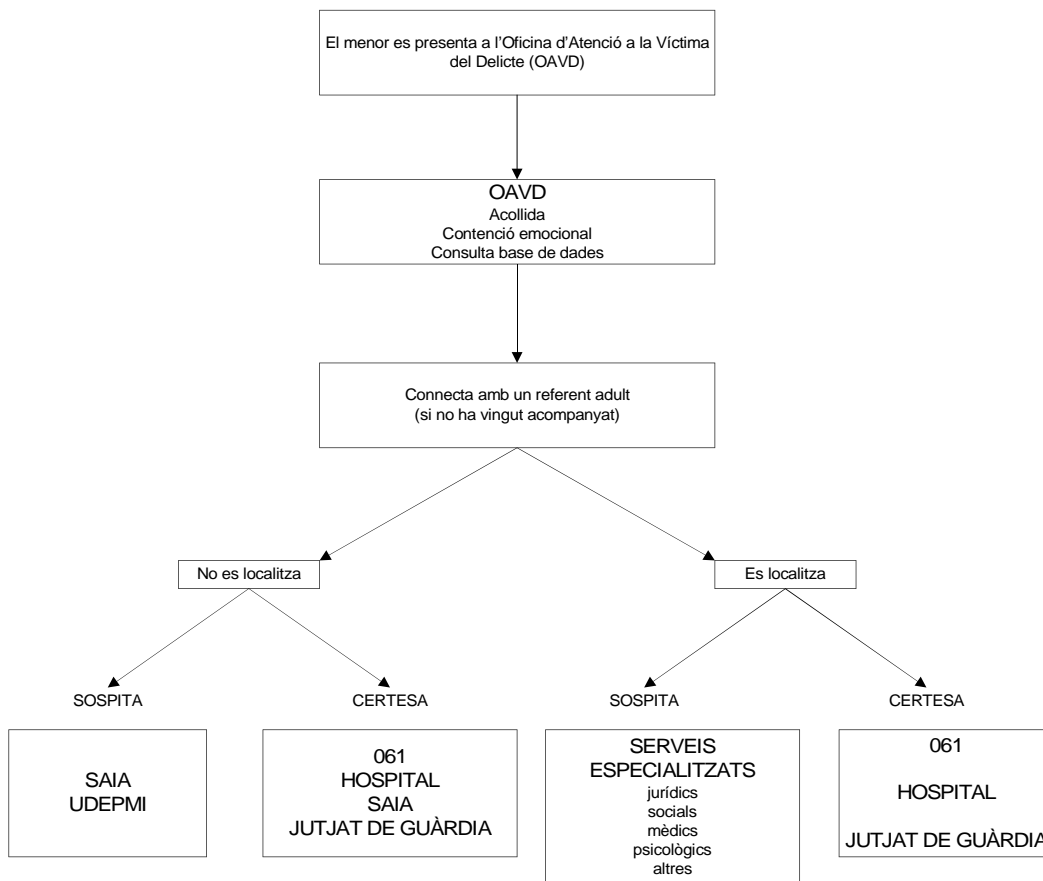 El menor es presenta a l'Oficina d'Atenció a la Víctima
del Delicte (OAVD)
OAVD
Acollida
Contenció emocional
Consulta base de dades
Connecta amb un referent adult
(si no ha vingut acompanyat)
No es localitza
Es localitza
SOSPITA
CERTESA
SOSPITA
CERTESA
SAIA
UDEPMI
061
HOSPITAL
SAIA
JUTJAT DE GUÀRDIA
SERVEIS
ESPECIALITZATS
jurídics
socials
mèdics
psicològics
altres
061
HOSPITAL
JUTJAT DE GUÀRDIA